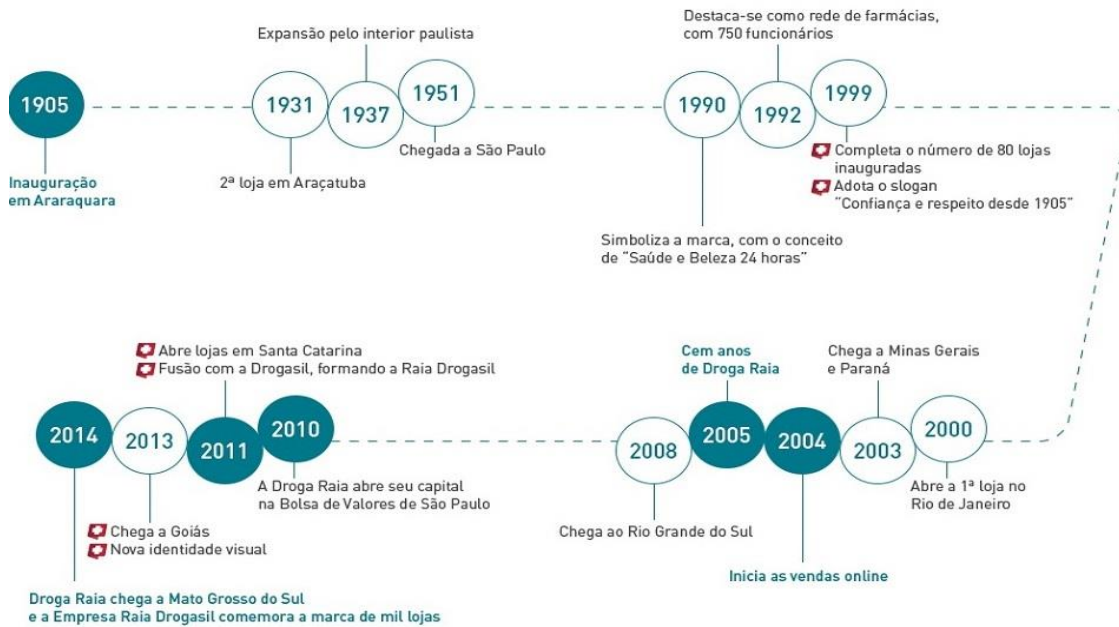 1905
Inauguração
em Araraquara
1931
2ª loja em Araçatuba
Expansão pelo interior paulista
1937
1951
Chegada a São Paulo
1990
Simboliza a marca, com o conceito
de “Saúde e Beleza 24 horas”
Destaca-se como rede de farmácias,
com 750 funcionários
1992
1999
Completa o número de 80 lojas
inauguradas
Adota o slogan
“Confiança e respeito desde 1905”
2000
Abre a 1ª loja no
Rio de Janeiro
Chega a Minas Gerais
e Paraná
2003
2004
Inicia as vendas online
Cem anos
de Droga Raia
2005
2008
Chega ao Rio Grande do Sul
2010
A Droga Raia abre seu capital
na Bolsa de Valores de São Paulo
Abre lojas em Santa Catarina
Fusão com a Drogasil, formando a Raia Drogasil
2011
2013
Chega a Goiás
Nova identidade visual
2014
Droga Raia chega a Mato Grosso do Sul
e a Empresa Raia Drogasil comemora a marca de mil lojas